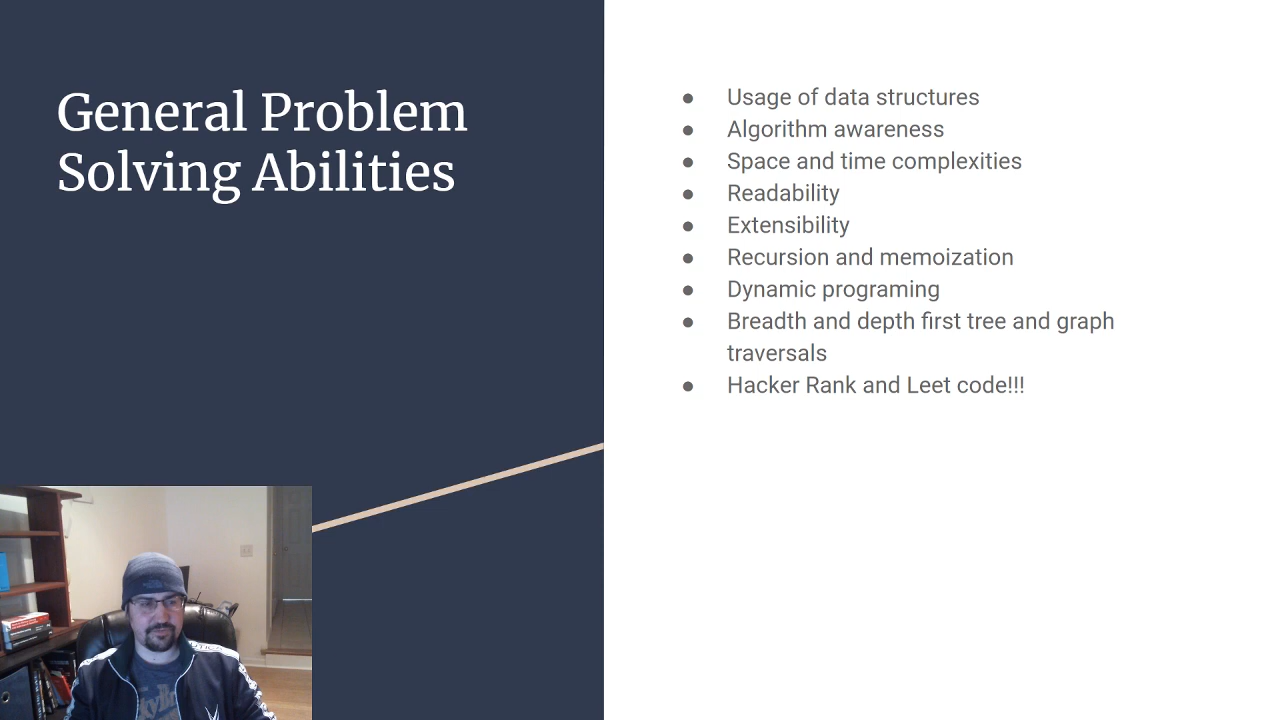 General Problem
Solving Abilities
● Usage of data structures
● Algorithm awareness
● Space and time complexities
● Readability
● Extensibility
● Recursion and memoization
● Dynamic programing
● Breadth and depth first tree and graph
traversals
● Hacker Rank and Leet code!!!